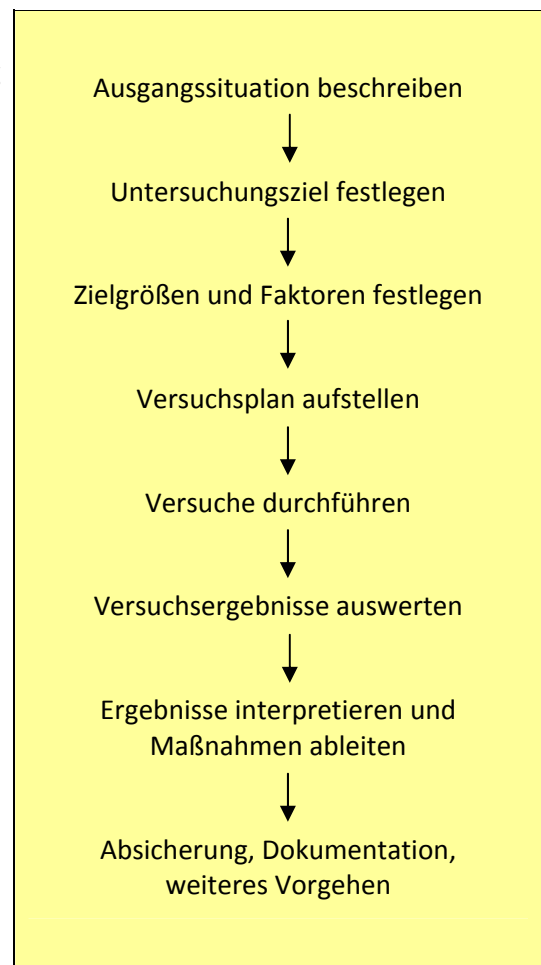 Ausgangssituation beschreiben
Untersuchungsziel festlegen
Zielgrößen und Faktoren festlegen
Versuchsplan aufstellen
Versuche durchführen
Versuchsergebnisse auswerten
Ergebnisse interpretieren und
Maßnahmen ableiten
Absicherung, Dokumentation,
weiteres Vorgehen